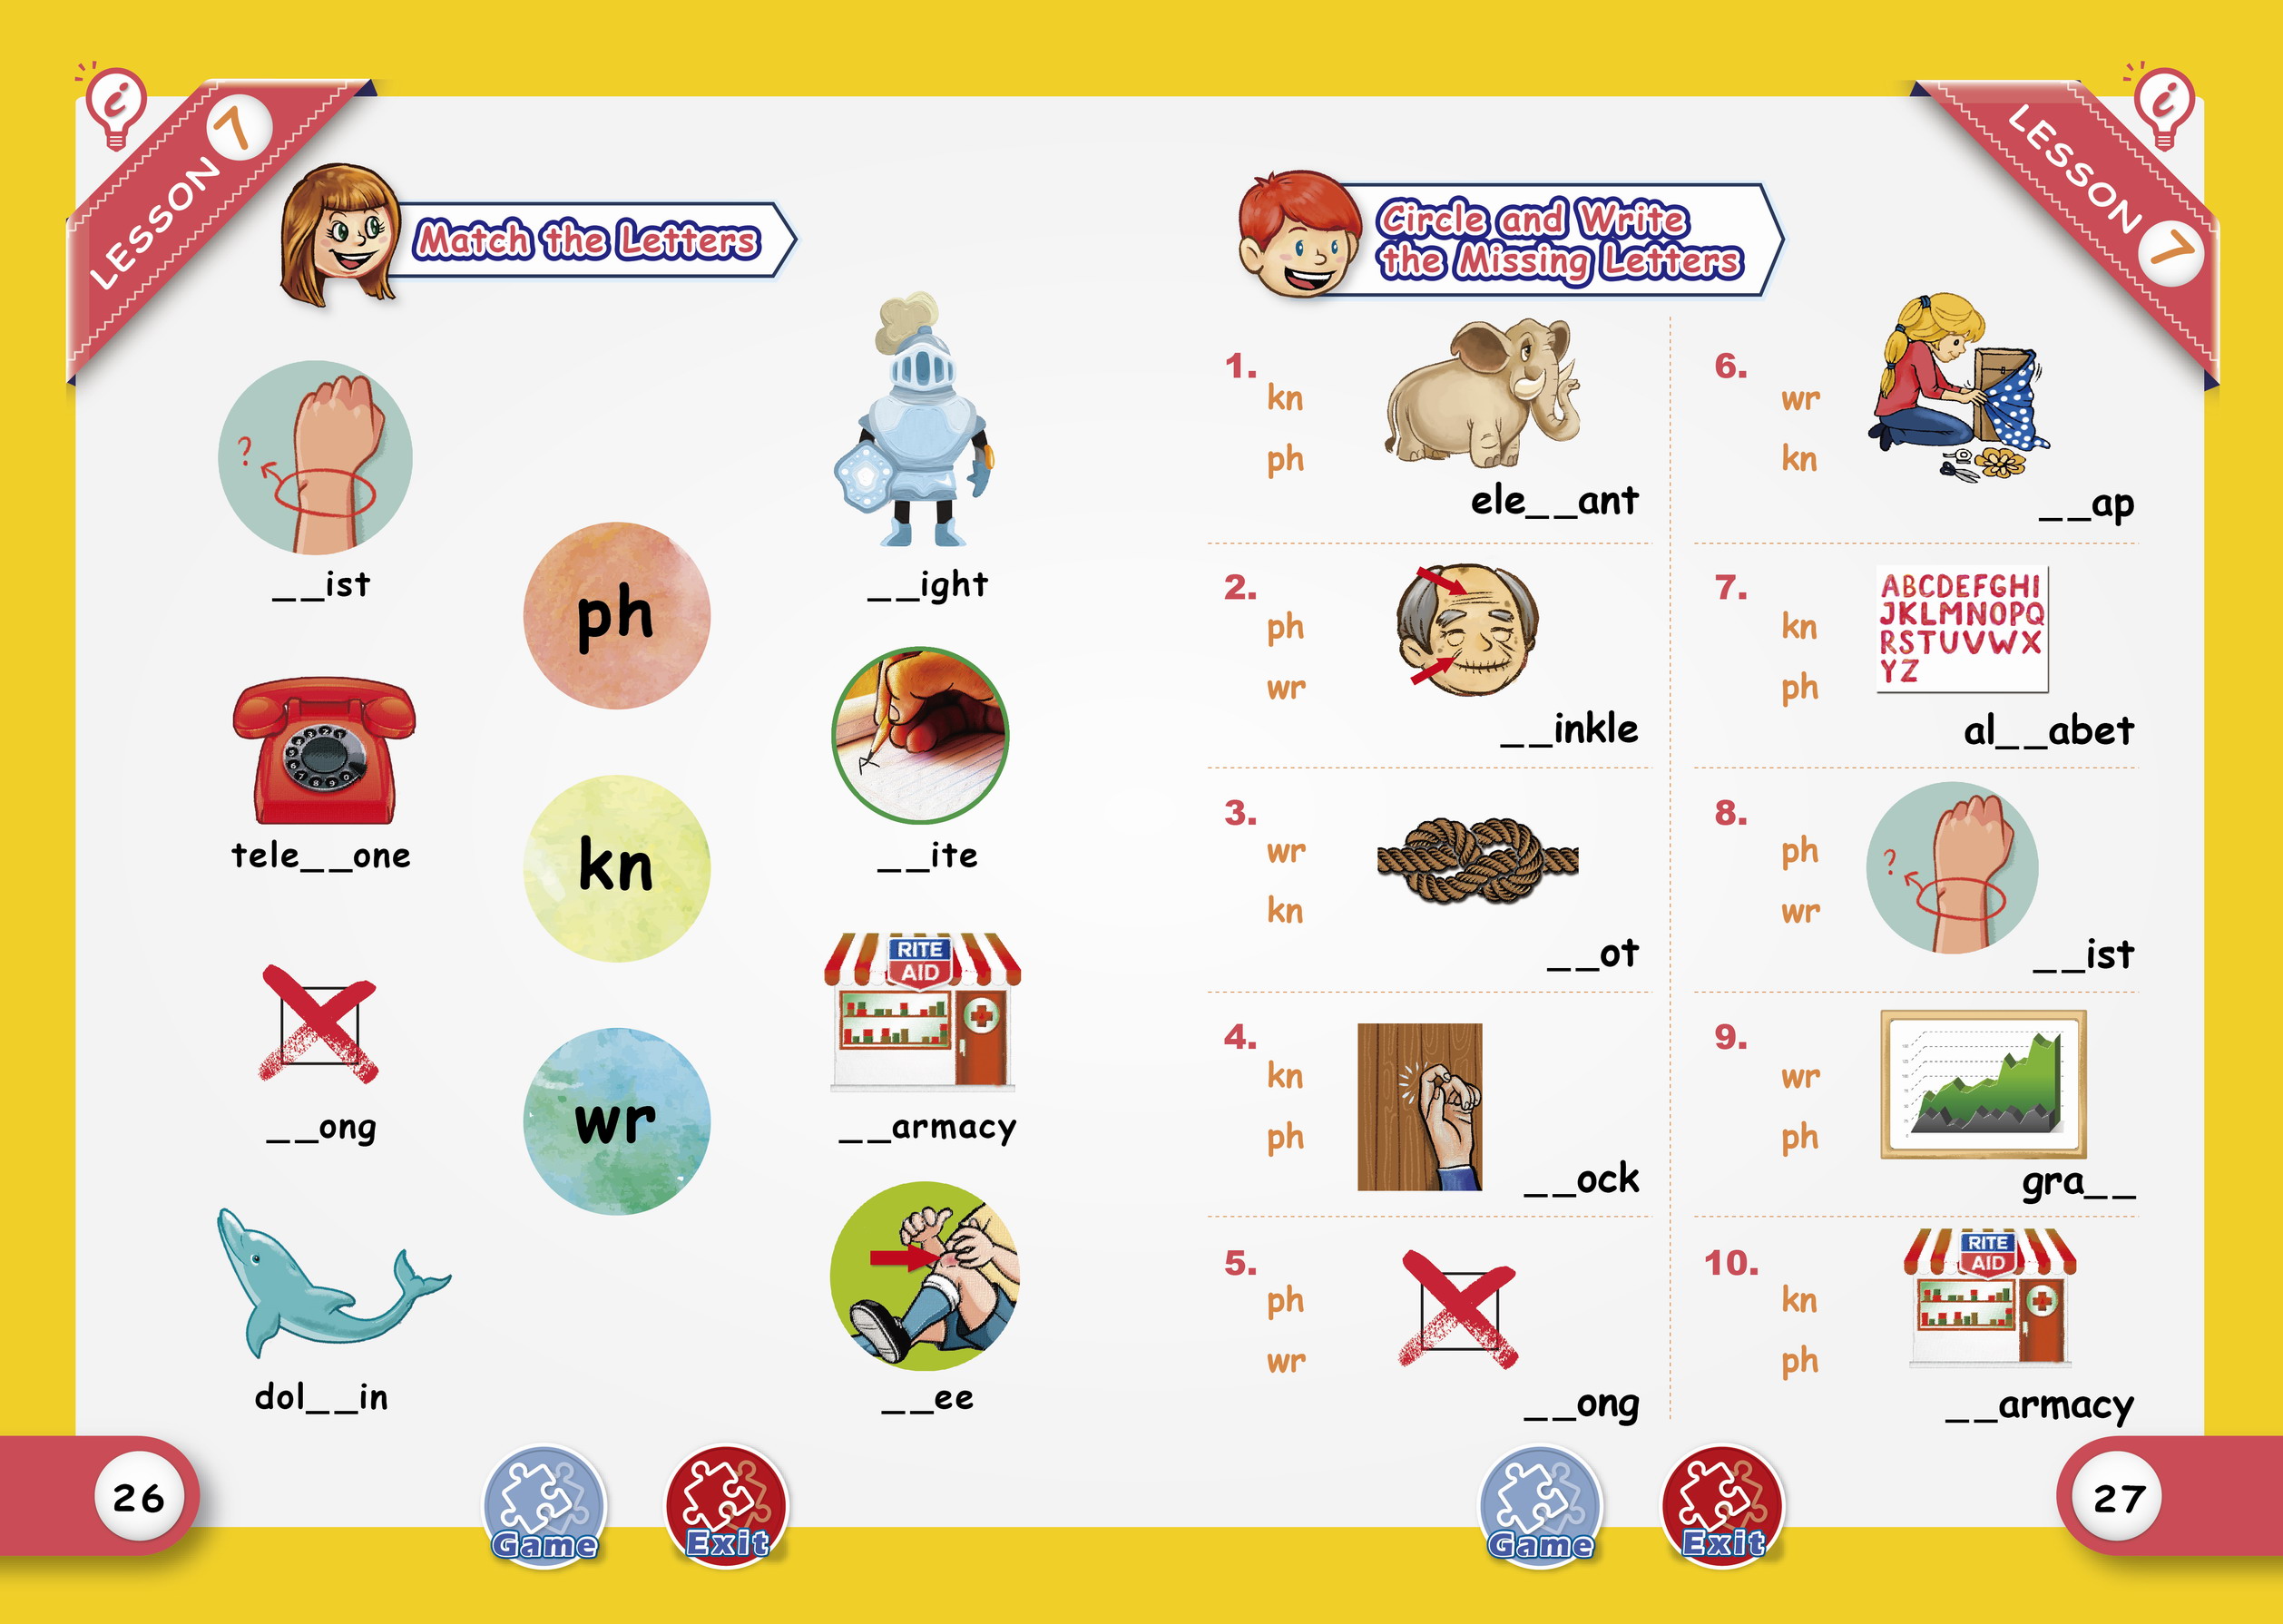 LESSON 7
Match the Letters
?
__ist
__ight
ph
tele__one
__ite
kn
RITE
AID
__ong
__armacy
wr
dol__in
__ee
26
Game
Exit
LESSON 7
Circle and Write
the Missing Letters
1.
kn
ph
ele__ant
2.
ph
wr
__inkle
3.
wr
kn
__ot
4.
kn
ph
__ock
5.
ph
wr
__ong
6.
wr
kn
__ap
7.
kn
ph
ABCDEFGHI
JKLMNOPQ
RSTUVWX
YZ
al__abet
8.
ph
wr
?
__ist
9.
wr
ph
gra__
10.
kn
ph
RITE
AID
__armacy
Game
Exit
27